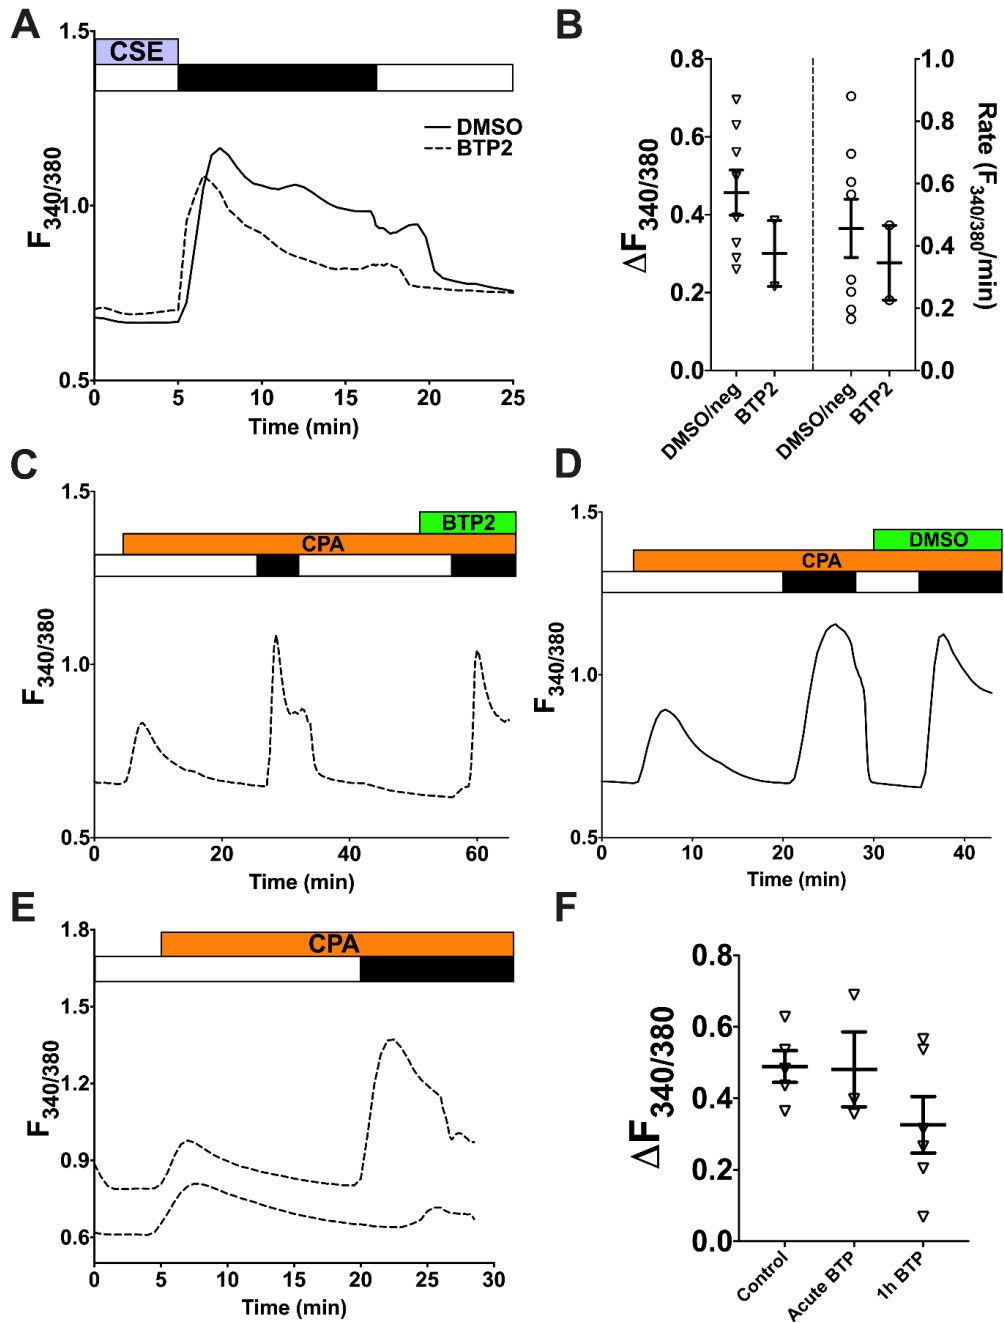 A
1.5
CSE
DMSO
BTP2
1.0
F340/380
0.5
0 5 10 15 20 25
Time (min)
B
0.8 1.0
0.8
0.6
0.6
0.4
0.4
0.2
0.2
0.0 0.0
ΔF340/380
Rate (F340/380/min)
DMSO/neg BTP2 DMSO/neg BTP2
C
1.5
BTP2
CPA
1.0
F340/380
0.5
0 20 40 60
Time (min)
D
1.5
DMSO
CPA
1.0
F340/380
0.5
0 10 20 30 40
Time (min)
E
1.8
CPA
1.5
1.2
F340/380
0.9
0.6
0 5 10 15 20 25 30
Time (min)
F
0.8
0.6
ΔF340/380
0.4
0.2
0.0
Control Acute BTP 1h BTP